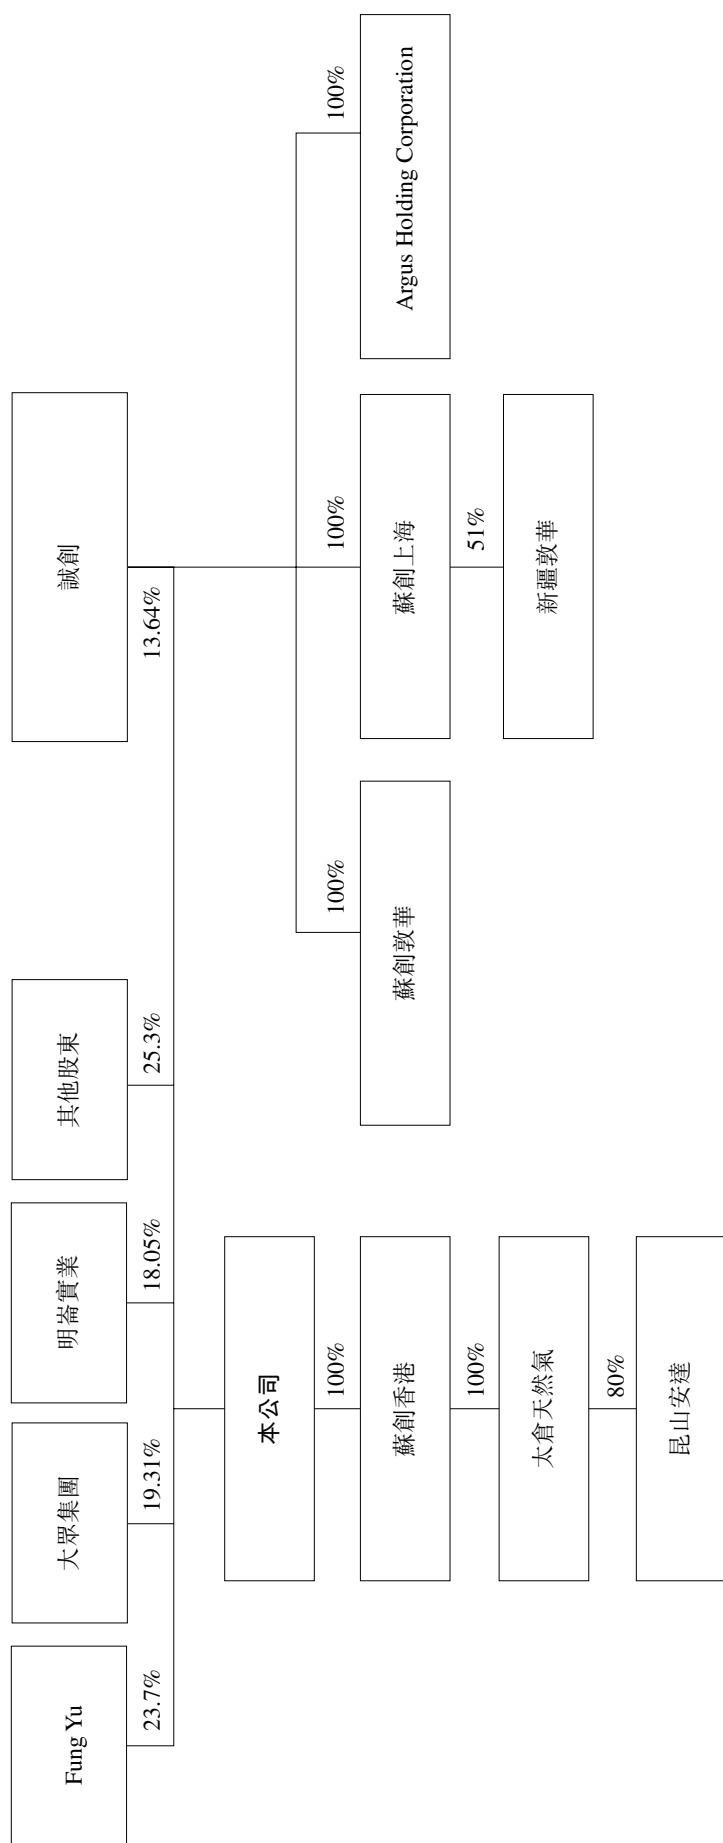 Fung Yu
大眾集團
明崙實業
其他股東
誠創
23.7%
19.31%
18.05%
25.3%
13.64%
本公司
100%
100%
100%
100%
蘇創香港
蘇創敦華
蘇創上海
Argus Holding Corporation
100%
51%
太倉天然氣
新疆敦華
80%
昆山安達